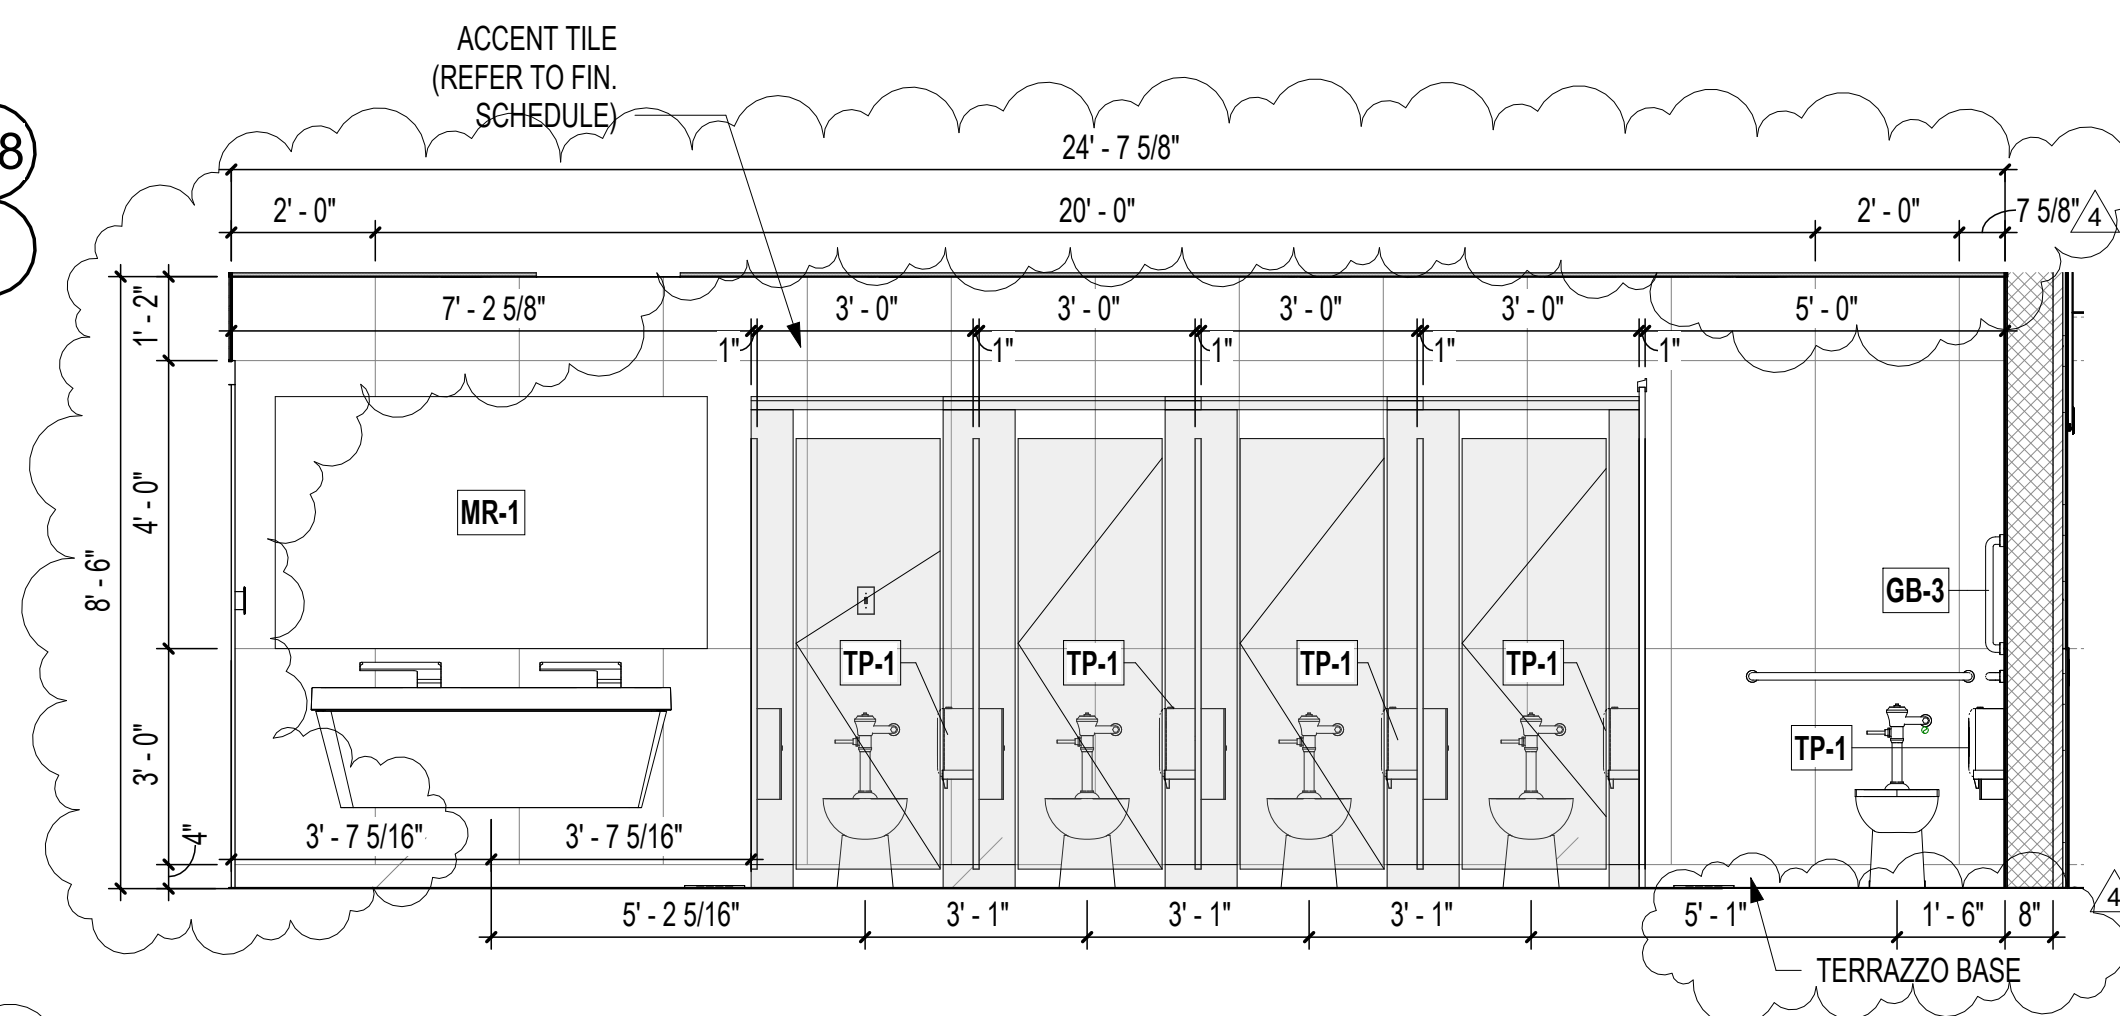 ACCENT TILE
(REFER TO FIN.
SCHEDULE)
8
24' - 7 5/8"
2' - 0"
20' - 0"
2' - 0"
7 5/8"
4
1' - 2"
7' - 2 5/8"
3' - 0"
3' - 0"
3' - 0"
3' - 0"
5' - 0"
1"
1"
1"
1"
1"
4' - 0"
MR-1
8' - 6"
GB-3
TP-1
TP-1
TP-1
TP-1
TP-1
3' - 0"
4"
3' - 7 5/16"
3' - 7 5/16"
5' - 2 5/16"
3' - 1"
3' - 1"
3' - 1"
5' - 1"
1' - 6"
8"
4
TERRAZZO BASE